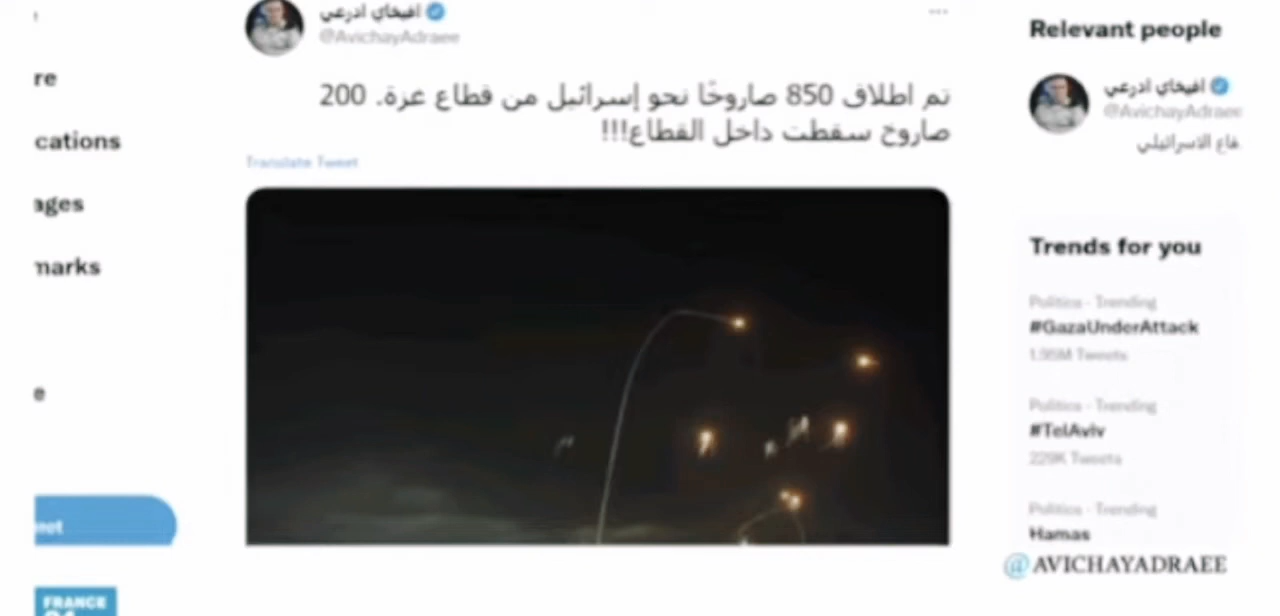 افيخاي ادرعي
@AvichayAdraee
تم اطلاق 850 صاروخًا نحو إسرائيل من قطاع غزة. 200
صاروخ سقطت داخل القطاع!!!
Translate Tweet
re
cations
ages
marks
e
Relevant people
افيخاي ادرعي
@AvichayAdraee
فاع الاسرائيلي
Trends for you
Politics · Trending
#GazaUnderAttack
1.95M Tweets
Politics · Trending
#TelAviv
229K Tweets
Politics · Trending
Hamas
@AVICHAYADRAEE
FRANCE